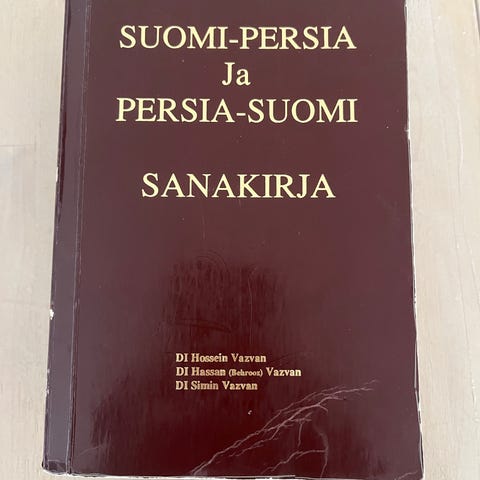 SUOMI-PERSIA
Ja
PERSIA-SUOMI
SANAKIRJA
DI Hossein Vazvan
DI Hassan (Behrooz) Vazvan
DI Simin Vazvan